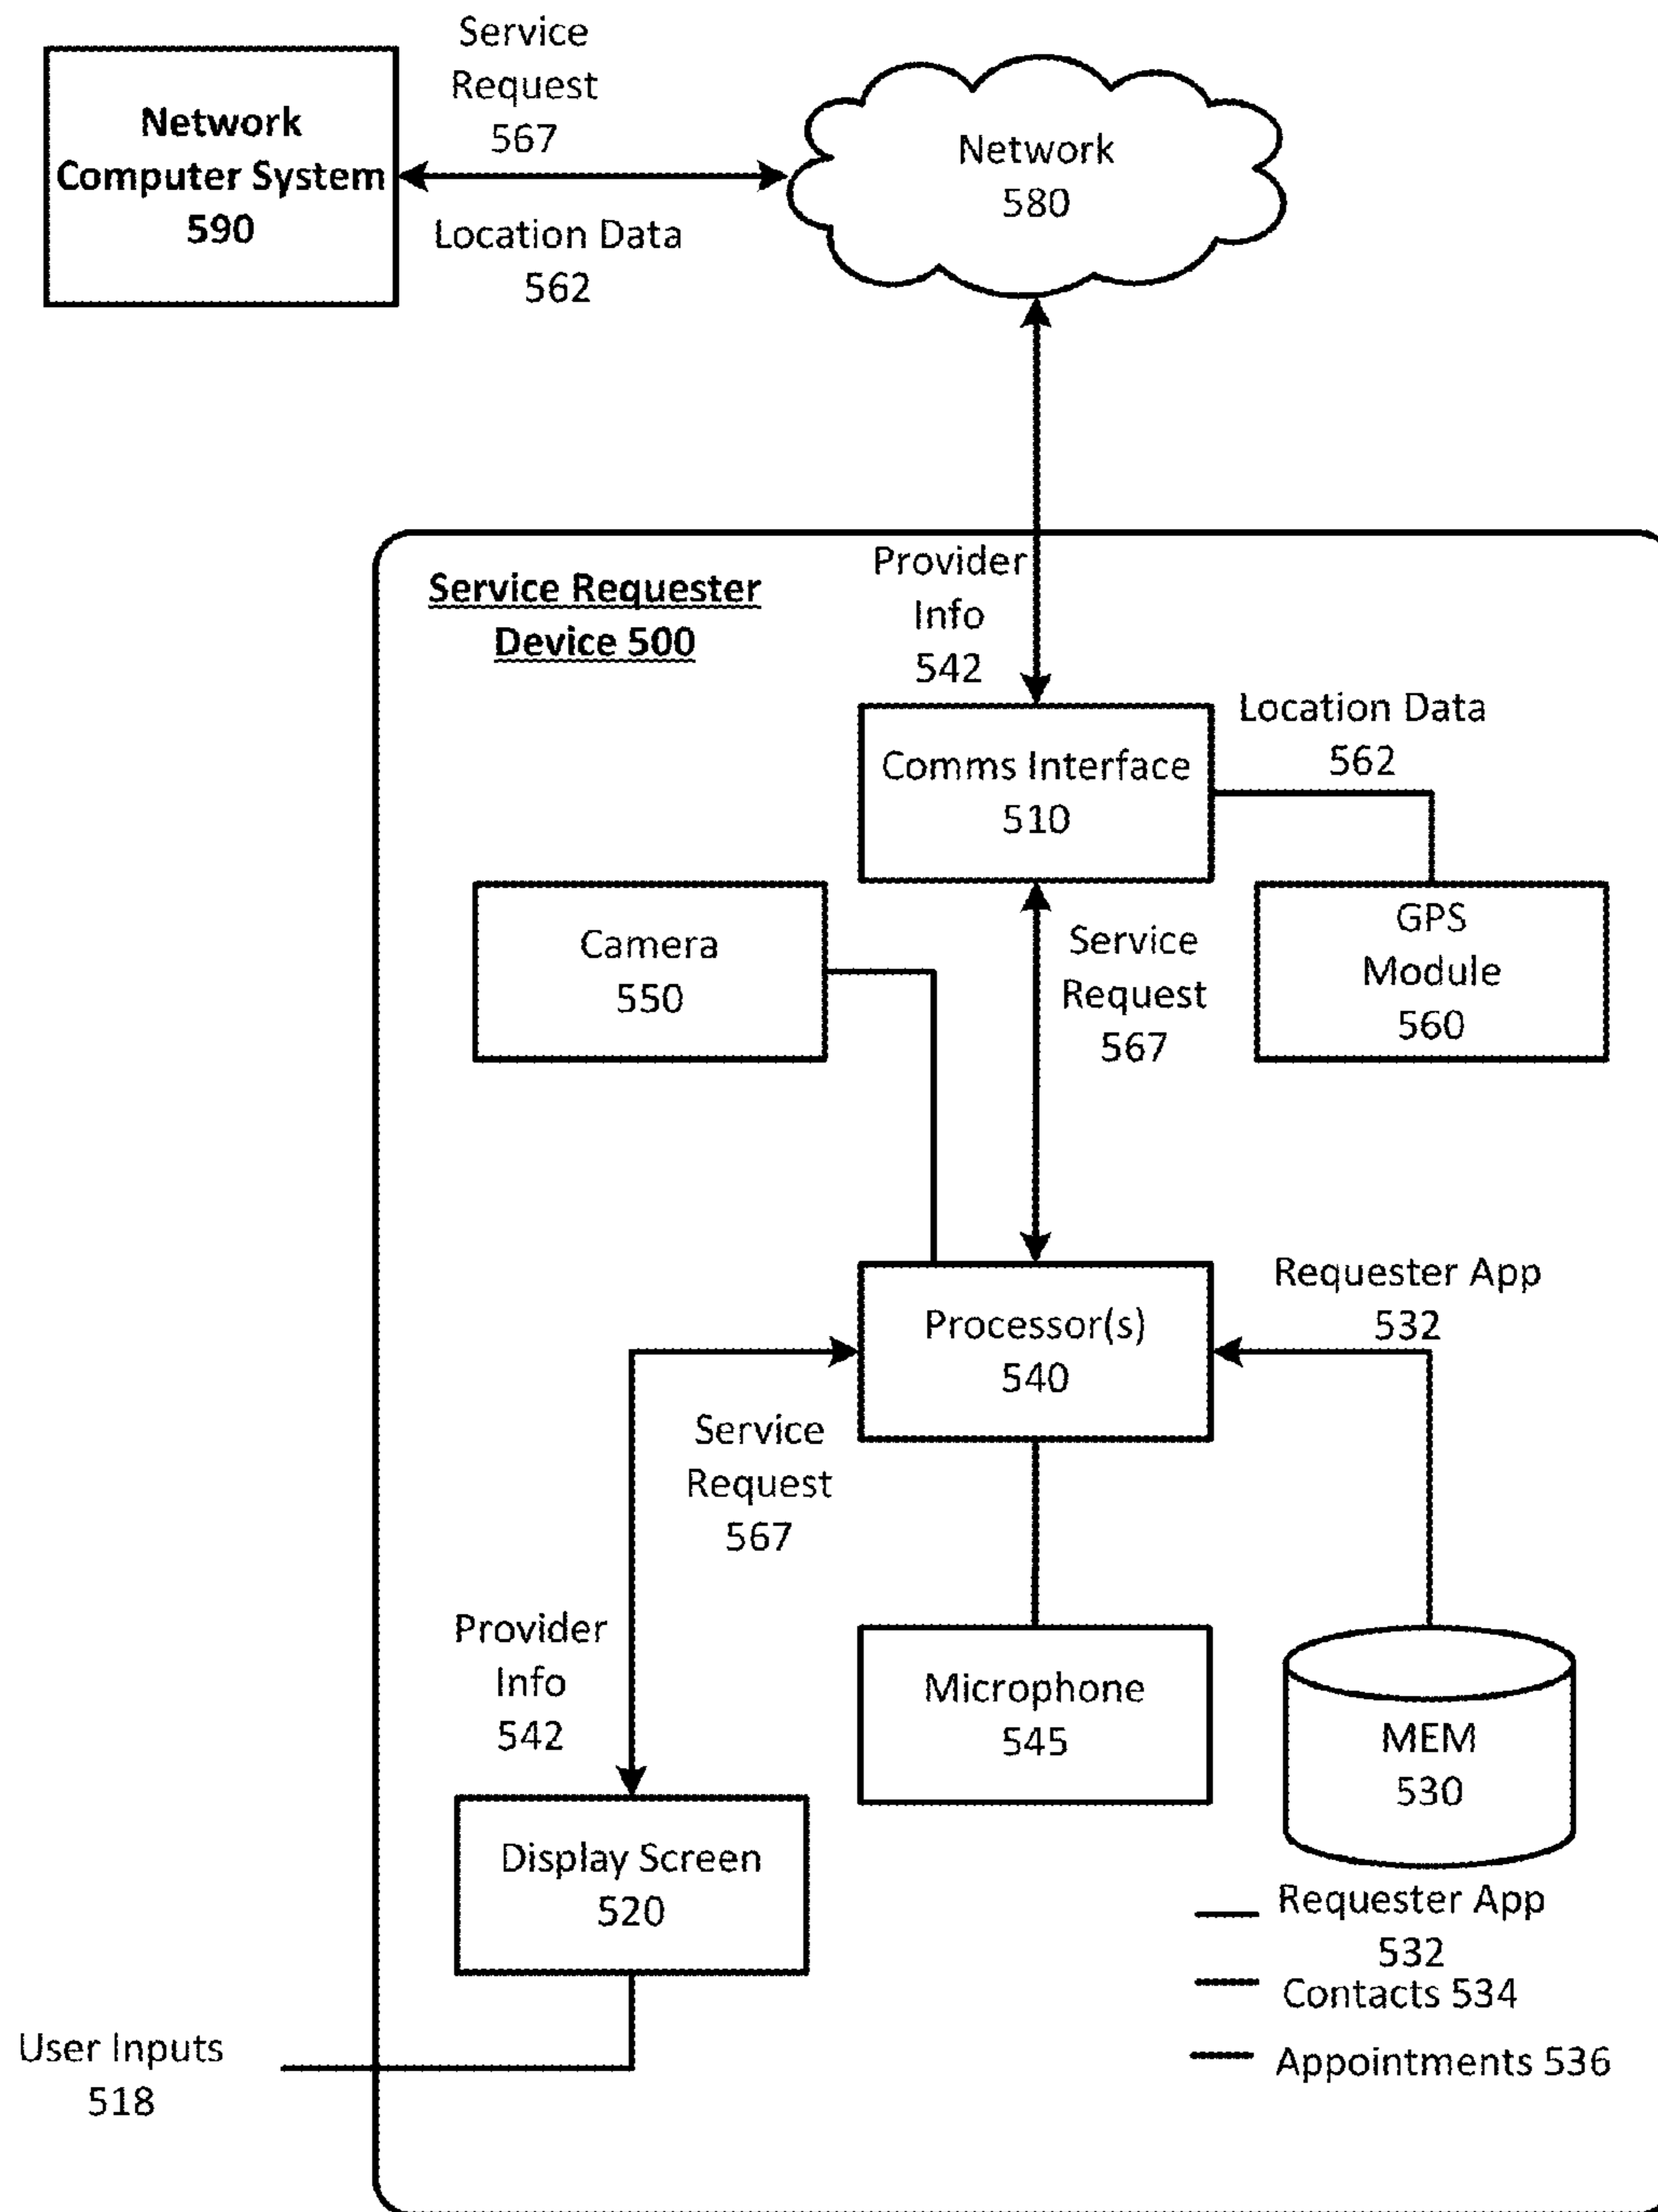 Service
Request
567
Network
Computer System
590
Location Data
562
Network
580
Service Requester
Device 500
Provider
Info
542
Comms Interface
510
Location Data
562
Camera
550
Service
Request
567
GPS
Module
560
Processor(s)
540
Requester App
532
Service
Request
567
Provider
Info
542
Microphone
545
MEM
530
Display Screen
520
Requester App
532
Contacts 534
Appointments 536
User Inputs
518